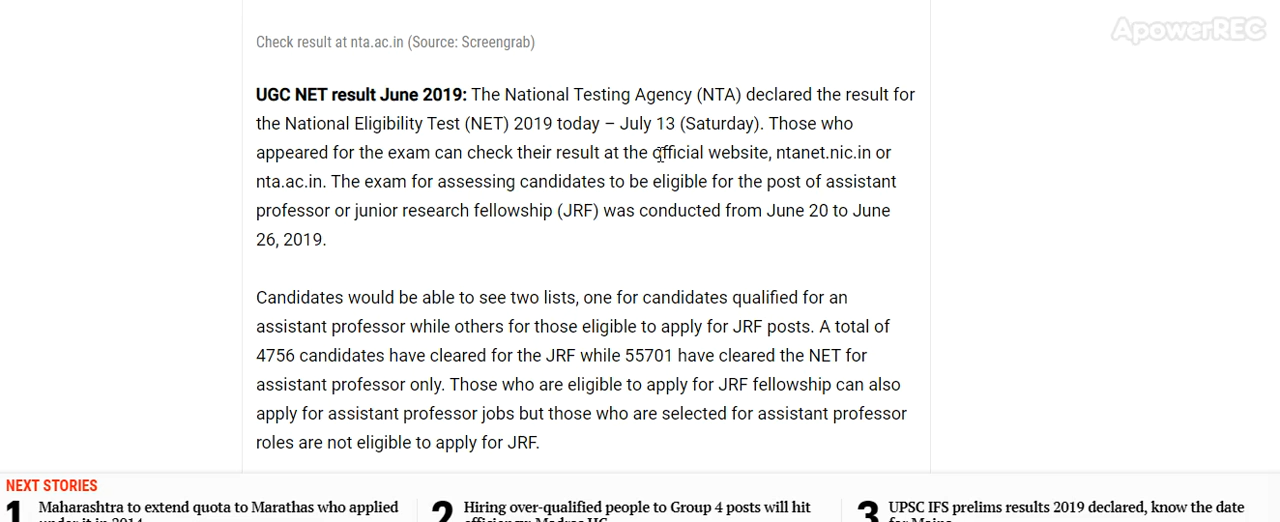 ApowerREC
Check result at nta.ac.in (Source: Screengrab)
UGC NET result June 2019: The National Testing Agency (NTA) declared the result for
the National Eligibility Test (NET) 2019 today – July 13 (Saturday). Those who
appeared for the exam can check their result at the official website, ntanet.nic.in or
nta.ac.in. The exam for assessing candidates to be eligible for the post of assistant
professor or junior research fellowship (JRF) was conducted from June 20 to June
26, 2019.
Candidates would be able to see two lists, one for candidates qualified for an
assistant professor while others for those eligible to apply for JRF posts. A total of
4756 candidates have cleared for the JRF while 55701 have cleared the NET for
assistant professor only. Those who are eligible to apply for JRF fellowship can also
apply for assistant professor jobs but those who are selected for assistant professor
roles are not eligible to apply for JRF.
NEXT STORIES
1 Maharashtra to extend quota to Marathas who applied
under it in 2014
2 Hiring over-qualified people to Group 4 posts will hit
efficiency: Madras HC
3 UPSC IFS prelims results 2019 declared, know the date
for Mains